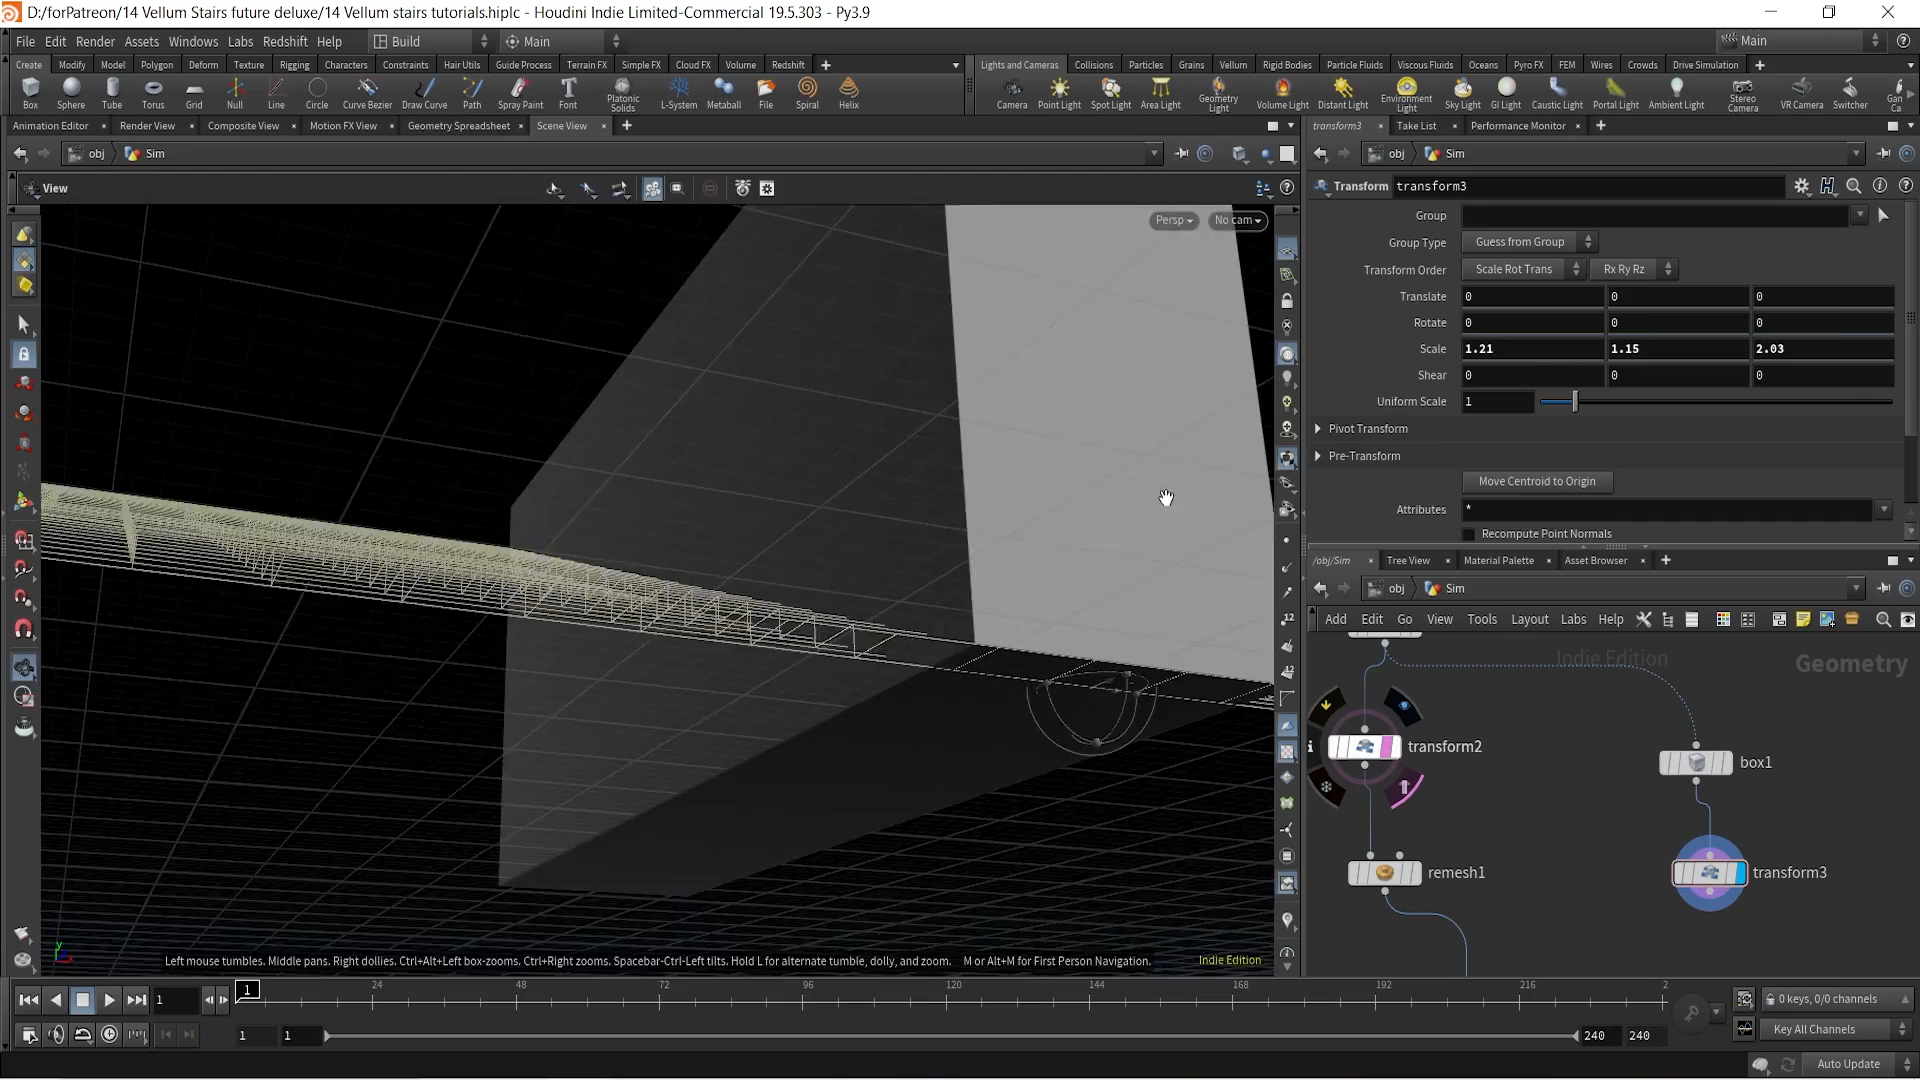 D:/forPatreon/14 Vellum Stairs future deluxe/14 Vellum stairs tutorials.hiplc - Houdini Indie Limited-Commercial 19.5.303 - Py3.9
File Edit Render Assets Windows Labs Redshift Help Build Main Main
Create Modify Model Polygon Deform Texture Rigging Characters Constraints Hair Utils Guide Process Terrain FX Simple FX Cloud FX Volume Redshift
Lights and Cameras Collisions Particles Grains Vellum Rigid Bodies Particle Fluids Viscous Fluids Oceans Pyro FX FEM Wires Crowds Drive Simulation
Box Sphere Tube Torus Grid Null Line Circle Curve Bezier Draw Curve Path Spray Paint Font Platonic Solids L-System Metaball File Spiral Helix
Camera Point Light Spot Light Area Light Geometry Light Volume Light Distant Light Environment Light Sky Light GI Light Caustic Light Portal Light Ambient Light Stereo Camera VR Camera Switcher
Animation Editor Render View Composite View Motion FX View Geometry Spreadsheet Scene View
transform3 Take List Performance Monitor
obj Sim
obj Sim
View
Transform transform3
Persp No cam
Group
Group Type Guess from Group
Transform Order Scale Rot Trans Rx Ry Rz
Translate 0 0 0
Rotate 0 0 0
Scale 1.21 1.15 2.03
Shear 0 0 0
Uniform Scale 1
Pivot Transform
Pre-Transform
Move Centroid to Origin
Attributes *
Recompute Point Normals
/obj/Sim Tree View Material Palette Asset Browser
obj Sim
Add Edit Go View Tools Layout Labs Help
Indie Edition
Geometry
transform2
box1
remesh1
transform3
Left mouse tumbles. Middle pans. Right dollies. Ctrl+Alt+Left box-zooms. Ctrl+Right zooms. Spacebar-Ctrl-Left tilts. Hold L for alternate tumble, dolly, and zoom. M or Alt+M for First Person Navigation.
Indie Edition
1 1 24 48 72 96 120 144 168 192 216 2
0 keys, 0/0 channels
1 1 240 240
Key All Channels
Auto Update